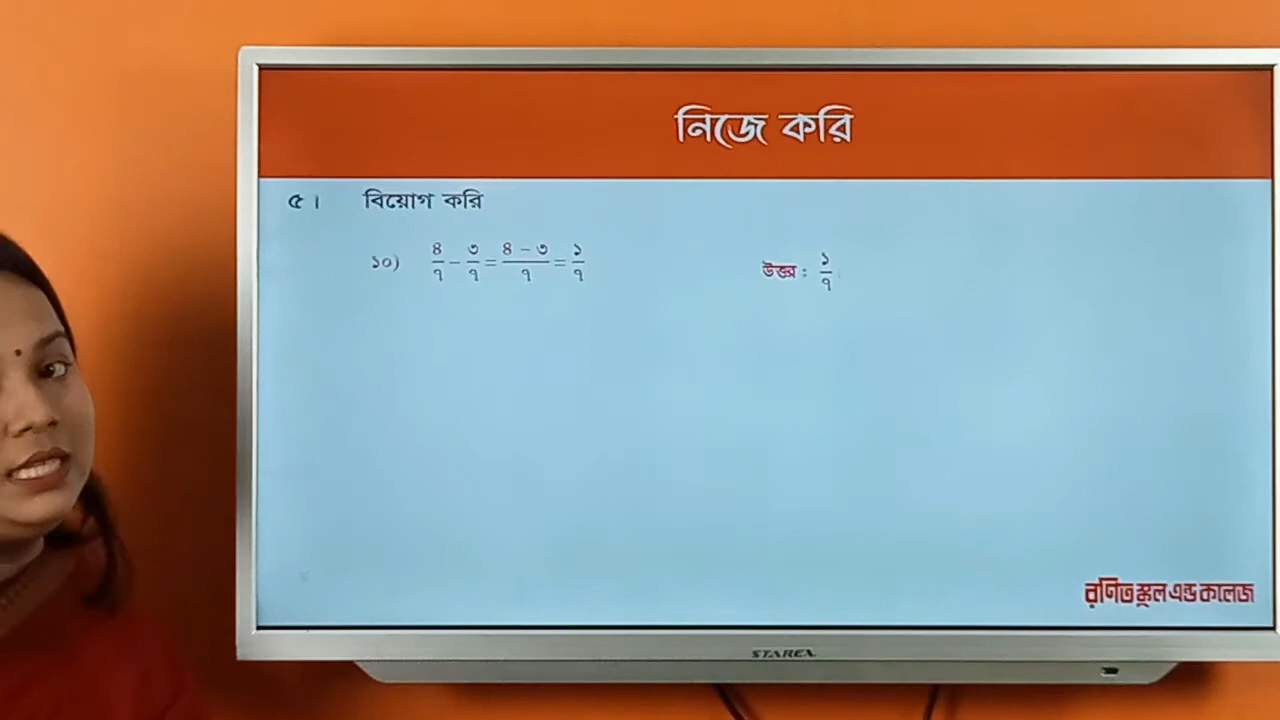 নিজে করি
৫। বিয়োগ করি
১০) ৪/৭ - ৩/৭ = ৪ - ৩/৭ = ১/৭ উত্তর : ১/৭
রণিত স্কুল এন্ড কলেজ
STAREX